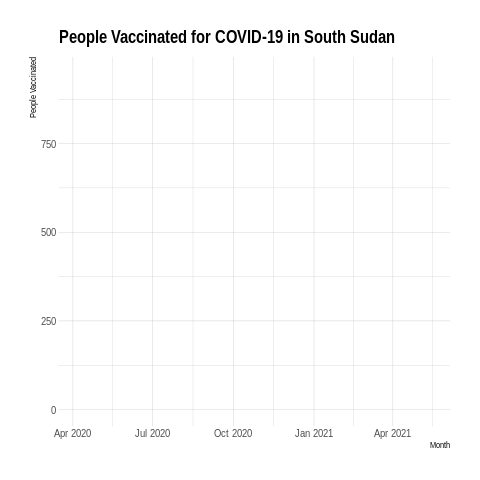 People Vaccinated for COVID-19 in South Sudan
People Vaccinated
750
500
250
0
Apr 2020 Jul 2020 Oct 2020 Jan 2021 Apr 2021
Month